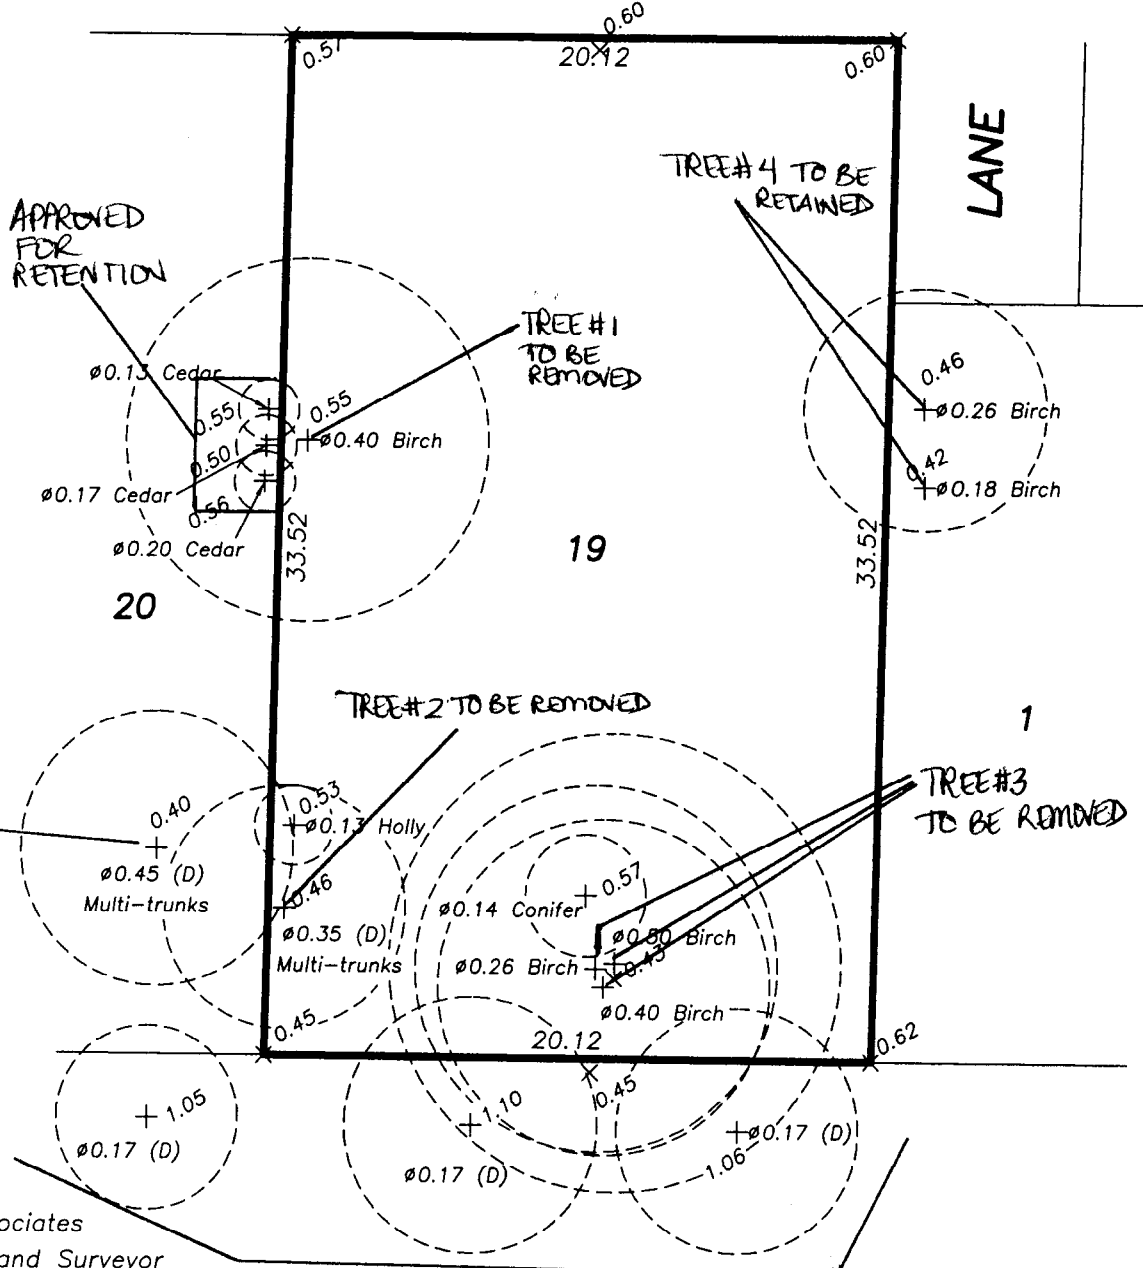 0.60
0.57
20.12
0.60
LANE
TREE#4 TO BE
RETAINED
APPROVED
FOR
RETENTION
TREE#1
TO BE
REMOVED
ø0.13 Cedar
0.55
0.55
ø0.40 Birch
0.50
ø0.17 Cedar
0.56
ø0.20 Cedar
0.46
ø0.26 Birch
0.42
ø0.18 Birch
33.52
19
33.52
20
TREE#2 TO BE REMOVED
1
TREE#3
TO BE REMOVED
0.40
ø0.45 (D)
Multi-trunks
0.53
ø0.13 Holly
0.46
ø0.35 (D)
Multi-trunks
0.57
ø0.14 Conifer
Birch
ø0.26 Birch
0.43
ø0.40 Birch
0.45
20.12
0.62
0.45
1.05
ø0.17 (D)
1.10
ø0.17 (D)
ø0.17 (D)
1.06
ociates
and Surveyor